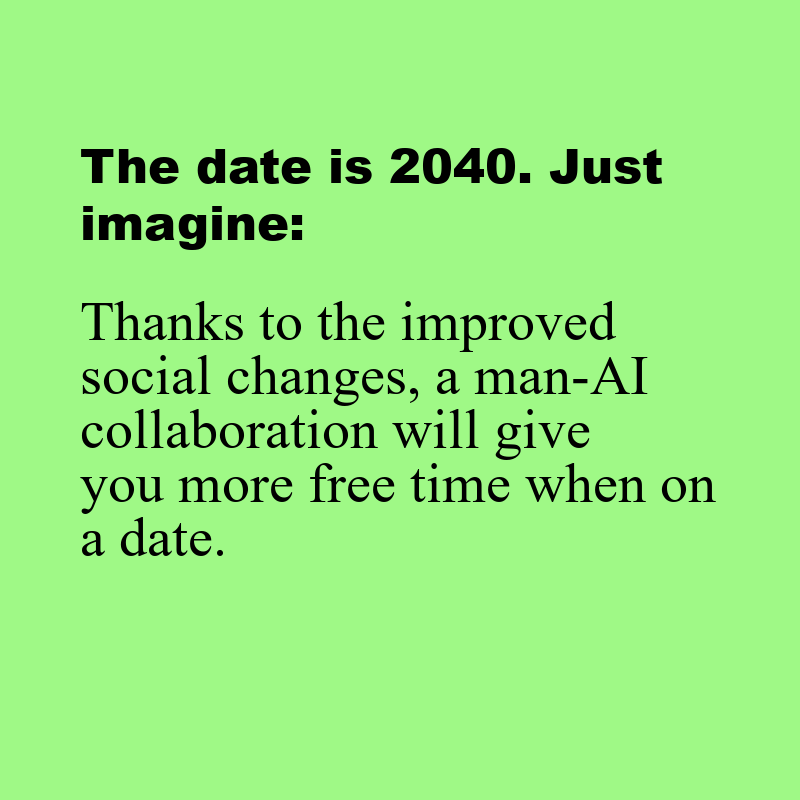 The date is 2040. Just
imagine:
Thanks to the improved
social changes, a man-AI
collaboration will give
you more free time when on
a date.